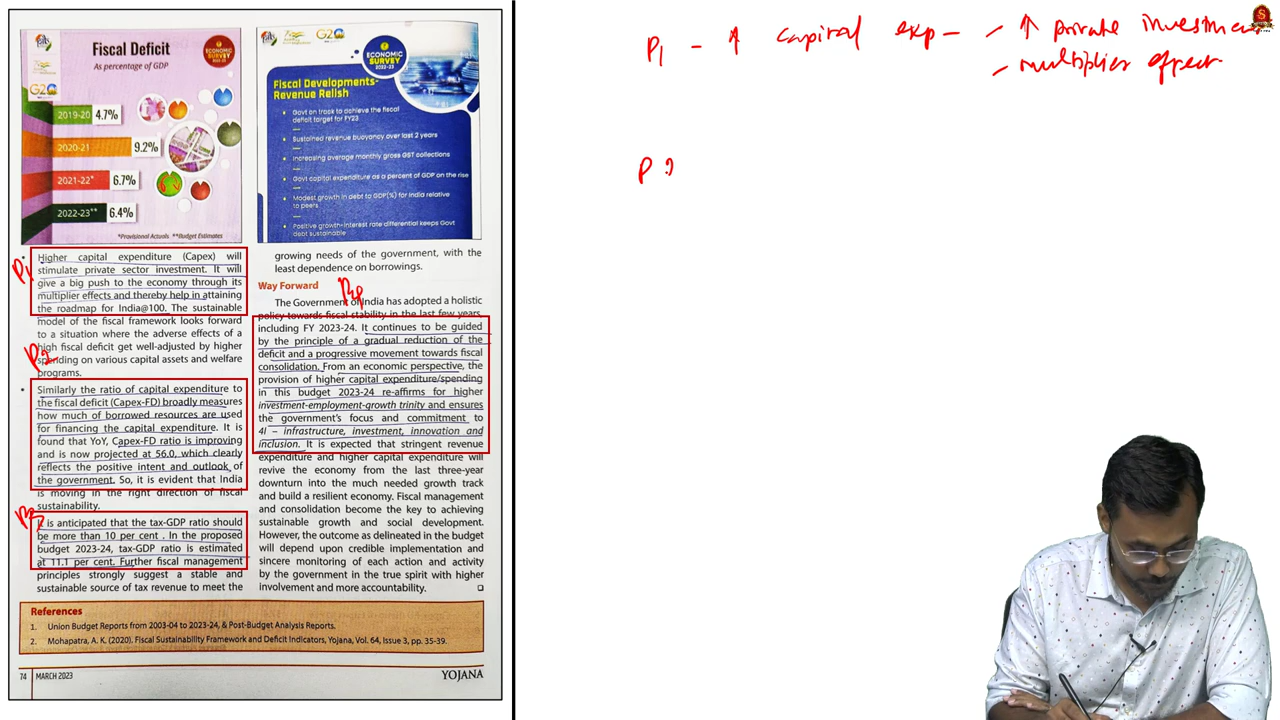 Fiscal Deficit
As percentage of GDP
ECONOMIC
SURVEY
G20
2019-20 4.7%
2020-21 9.2%
2021-22* 6.7%
2022-23** 6.4%
*Provisional Actuals **Budget Estimates
G20
ECONOMIC
SURVEY
2022-23
Fiscal Developments-
Revenue Relish
Govt on track to achieve the fiscal
deficit target for FY23
Sustained revenue buoyancy over last 2 years
Increasing average monthly gross GST collections
Govt capital expenditure as a percent of GDP on the rise
Modest growth in debt to GDP(%) for India relative
to peers
Positive growth-interest rate differential keeps Govt
debt sustainable
P1
• Higher capital expenditure (Capex) will
stimulate private sector investment. It will
give a big push to the economy through its
multiplier effects and thereby help in attaining
the roadmap for India@100. The sustainable
model of the fiscal framework looks forward
to a situation where the adverse effects of a
high fiscal deficit get well-adjusted by higher
spending on various capital assets and welfare
programs.
P2
• Similarly the ratio of capital expenditure to
the fiscal deficit (Capex-FD) broadly measures
how much of borrowed resources are used
for financing the capital expenditure. It is
found that YoY, Capex-FD ratio is improving
and is now projected at 56.0, which clearly
reflects the positive intent and outlook of
the government. So, it is evident that India
is moving in the right direction of fiscal
sustainability.
P3
It is anticipated that the tax-GDP ratio should
be more than 10 per cent . In the proposed
budget 2023-24, tax-GDP ratio is estimated
at 11.1 per cent. Further fiscal management
principles strongly suggest a stable and
sustainable source of tax revenue to meet the
growing needs of the government, with the
least dependence on borrowings.
Way Forward
The Government of India has adopted a holistic
policy towards fiscal stability in the last few years,
including FY 2023-24. It continues to be guided
by the principle of a gradual reduction of the
deficit and a progressive movement towards fiscal
consolidation. From an economic perspective, the
provision of higher capital expenditure/spending
in this budget 2023-24 re-affirms for higher
investment-employment-growth trinity and ensures
the government's focus and commitment to
4I – infrastructure, investment, innovation and
inclusion. It is expected that stringent revenue
expenditure and higher capital expenditure will
revive the economy from the last three-year
downturn into the much needed growth track
and build a resilient economy. Fiscal management
and consolidation become the key to achieving
sustainable growth and social development.
However, the outcome as delineated in the budget
will depend upon credible implementation and
sincere monitoring of each action and activity
by the government in the true spirit with higher
involvement and more accountability.
References
1. Union Budget Reports from 2003-04 to 2023-24, & Post-Budget Analysis Reports.
2. Mohapatra, A. K. (2020). Fiscal Sustainability Framework and Deficit Indicators, Yojana, Vol. 64, Issue 3, pp. 35-39.
74 MARCH 2023 YOJANA
P1 - ↑ capital exp - ↑ private investment
multiplier effect
P2